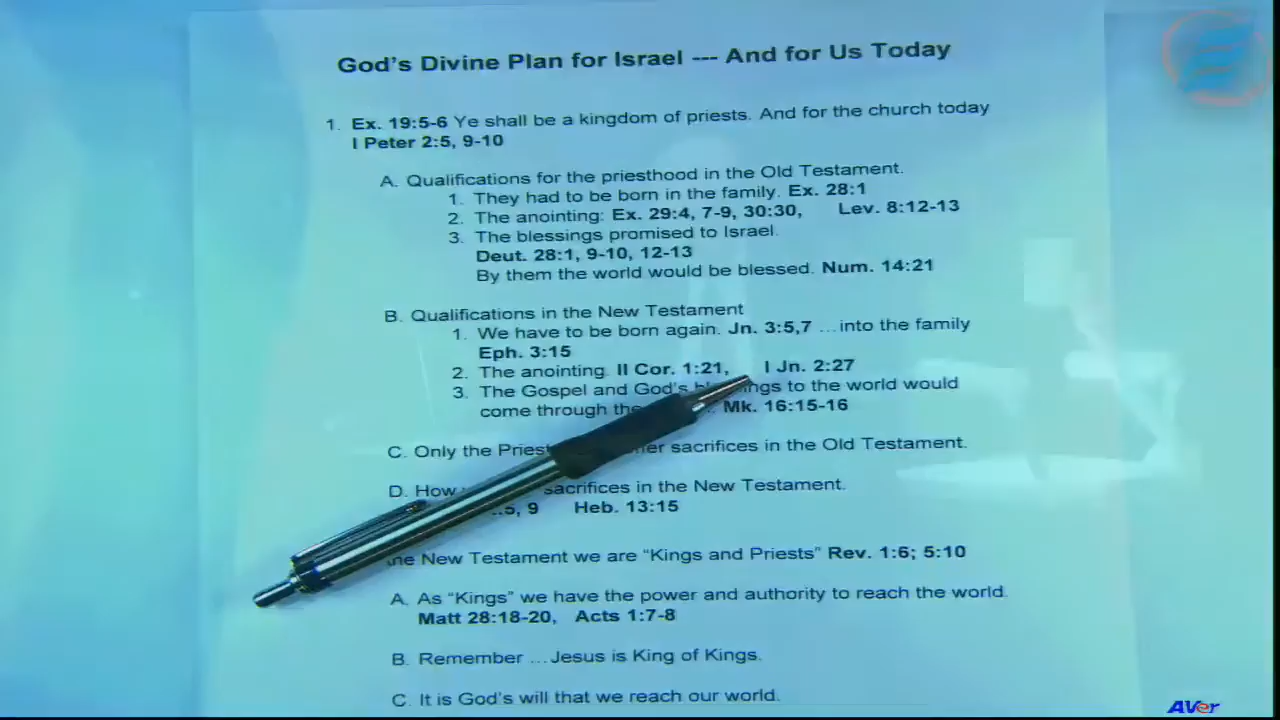 God's Divine Plan for Israel --- And for Us Today
1. Ex. 19:5-6 Ye shall be a kingdom of priests. And for the church today
I Peter 2:5, 9-10
A. Qualifications for the priesthood in the Old Testament.
1. They had to be born in the family. Ex. 28:1
2. The anointing: Ex. 29:4, 7-9, 30:30, Lev. 8:12-13
3. The blessings promised to Israel.
Deut. 28:1, 9-10, 12-13
By them the world would be blessed. Num. 14:21
B. Qualifications in the New Testament
1. We have to be born again. Jn. 3:5,7 ...into the family
Eph. 3:15
2. The anointing. II Cor. 1:21, I Jn. 2:27
3. The Gospel and God's to the world would
come through the Mk. 16:15-16
C. Only the sacrifices in the Old Testament.
D. How sacrifices in the New Testament.
9 Heb. 13:15
New Testament we are "Kings and Priests" Rev. 1:6; 5:10
A. As "Kings" we have the power and authority to reach the world.
Matt 28:18-20, Acts 1:7-8
B. Remember ...Jesus is King of Kings.
C. It is God's will that we reach our world.
AVer